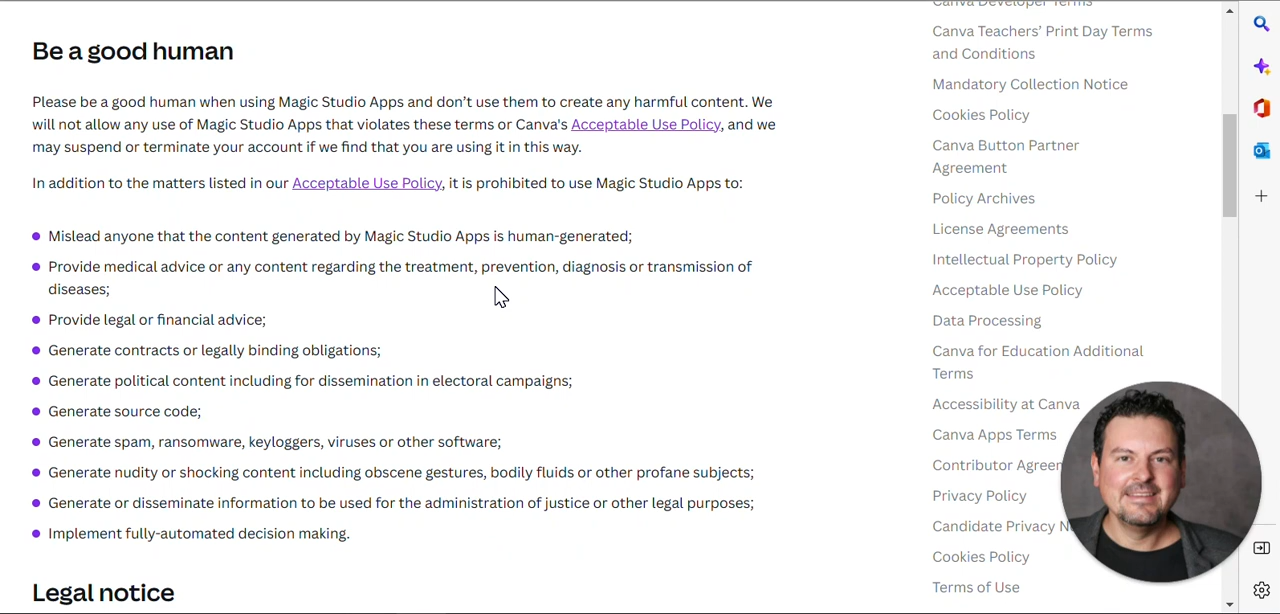 Be a good human
Please be a good human when using Magic Studio Apps and don’t use them to create any harmful content. We
will not allow any use of Magic Studio Apps that violates these terms or Canva's Acceptable Use Policy, and we
may suspend or terminate your account if we find that you are using it in this way.
In addition to the matters listed in our Acceptable Use Policy, it is prohibited to use Magic Studio Apps to:
Mislead anyone that the content generated by Magic Studio Apps is human-generated;
Provide medical advice or any content regarding the treatment, prevention, diagnosis or transmission of
diseases;
Provide legal or financial advice;
Generate contracts or legally binding obligations;
Generate political content including for dissemination in electoral campaigns;
Generate source code;
Generate spam, ransomware, keyloggers, viruses or other software;
Generate nudity or shocking content including obscene gestures, bodily fluids or other profane subjects;
Generate or disseminate information to be used for the administration of justice or other legal purposes;
Implement fully-automated decision making.
Legal notice
Canva Developer Terms
Canva Teachers’ Print Day Terms
and Conditions
Mandatory Collection Notice
Cookies Policy
Canva Button Partner
Agreement
Policy Archives
License Agreements
Intellectual Property Policy
Acceptable Use Policy
Data Processing
Canva for Education Additional
Terms
Accessibility at Canva
Canva Apps Terms
Contributor Agreem
Privacy Policy
Candidate Privacy N
Cookies Policy
Terms of Use